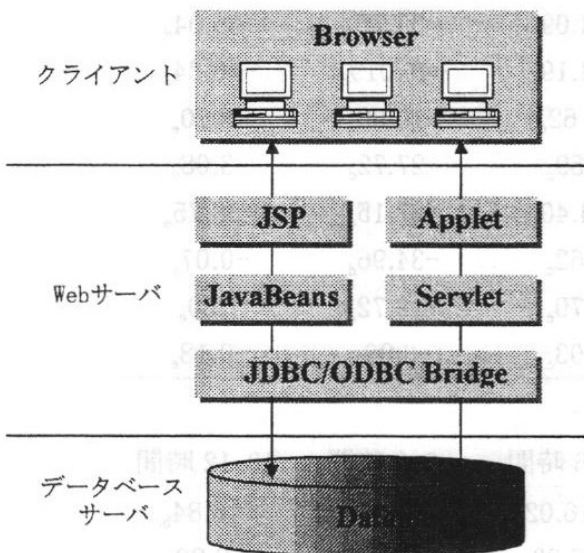 Browser
クライアント
JSP
Applet
Webサーバ
JavaBeans
Servlet
JDBC/ODBC Bridge
データベース
サーバ